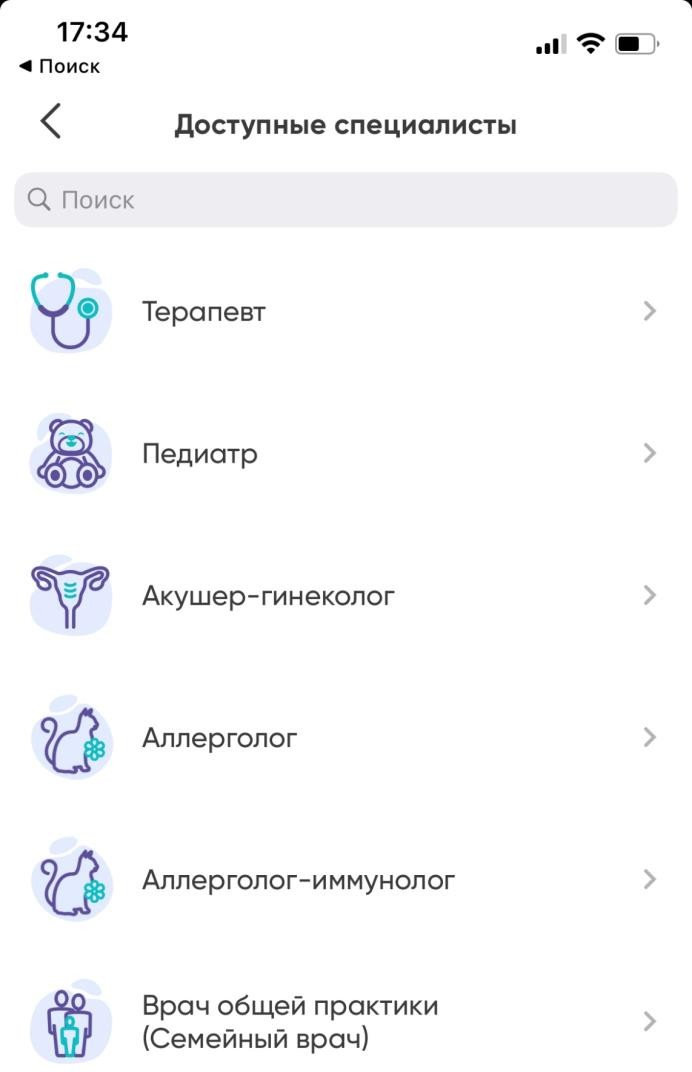 17:34
◀ Поиск
Доступные специалисты
Поиск
Терапевт
Педиатр
Акушер-гинеколог
Аллерголог
Аллерголог-иммунолог
Врач общей практики
(Семейный врач)